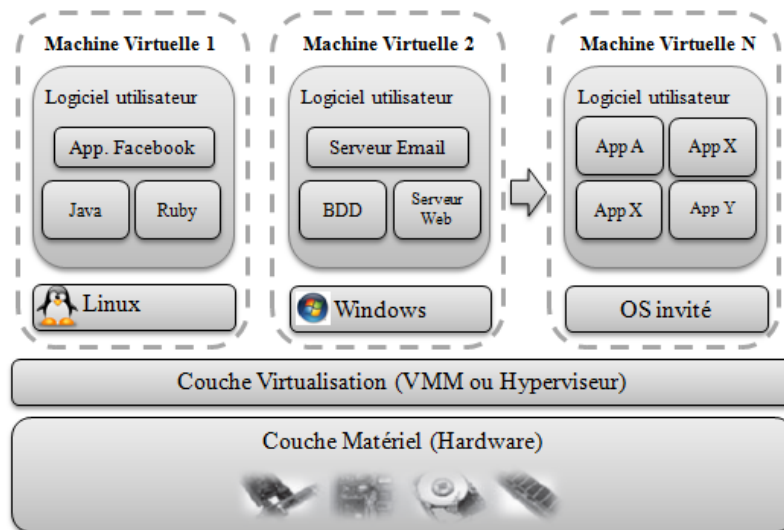 Machine Virtuelle 1
Logiciel utilisateur
App. Facebook
Java
Ruby
Linux
Machine Virtuelle 2
Logiciel utilisateur
Serveur Email
BDD
Serveur
Web
Windows
Machine Virtuelle N
Logiciel utilisateur
App A
App X
App X
App Y
OS invité
Couche Virtualisation (VMM ou Hyperviseur)
Couche Matériel (Hardware)